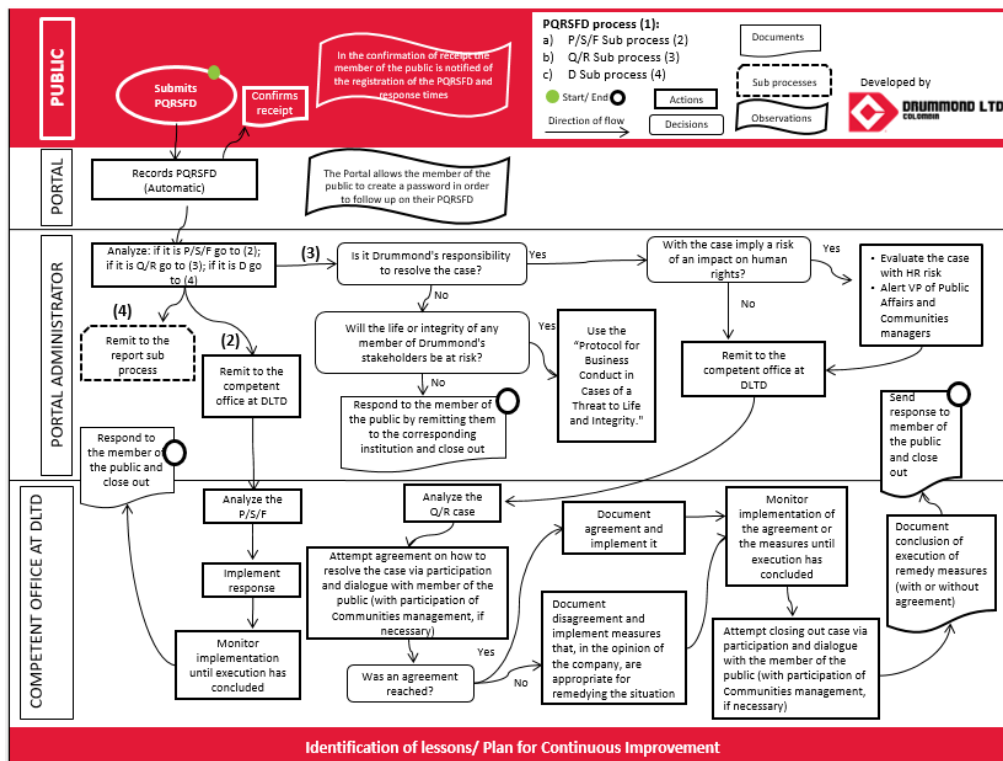 PUBLIC
Submits
PQRSFD
Confirms
receipt
In the confirmation of receipt the
member of the public is notified of
the registration of the PQRSFD and
response times
PQRSFD process (1):
a) P/S/F Sub process (2)
b) Q/R Sub process (3)
c) D Sub process (4)
Start/ End
Direction of flow
Actions
Decisions
Documents
Sub processes
Observations
Developed by
DRUMMOND LTD
COLOMBIA
PORTAL
Records PQRSFD
(Automatic)
The Portal allows the member of the
public to create a password in order
to follow up on their PQRSFD
PORTAL ADMINISTRATOR
Analyze: if it is P/S/F go to (2);
if it is Q/R go to (3); if it is D go
to (4)
(3)
Is it Drummond's responsibility
to resolve the case?
Yes
With the case imply a risk
of an impact on human
rights?
Yes
• Evaluate the case
with HR risk
• Alert VP of Public
Affairs and
Communities
managers
No
No
(4)
Remit to the
report sub
process
(2)
Remit to the
competent
office at DLTD
Will the life or integrity of any
member of Drummond's
stakeholders be at risk?
Yes
Use the
"Protocol for
Business
Conduct in
Cases of a
Threat to Life
and Integrity."
Remit to the
competent office at
DLTD
No
Respond to the member of
the public by remitting them
to the corresponding
institution and close out
Respond to
the member
of the public and
close out
Send
response to
member of
the public
and close
out
COMPETENT OFFICE AT DLTD
Analyze the
P/S/F
Implement
response
Monitor
implementation
until execution has
concluded
Analyze the
Q/R case
Attempt agreement on how to
resolve the case via participation
and dialogue with member of the
public (with participation of
Communities management, if
necessary)
Was an agreement
reached?
Yes
No
Document
agreement and
implement it
Document
disagreement and
implement measures
that, in the opinion of
the company, are
appropriate for
remedying the situation
Monitor
implementation of
the agreement or
the measures until
execution has
concluded
Attempt closing out case via
participation and dialogue
with the member of the
public (with participation of
Communities management,
if necessary)
Document
conclusion of
execution of
remedy measures
(with or without
agreement)
Identification of lessons/ Plan for Continuous Improvement